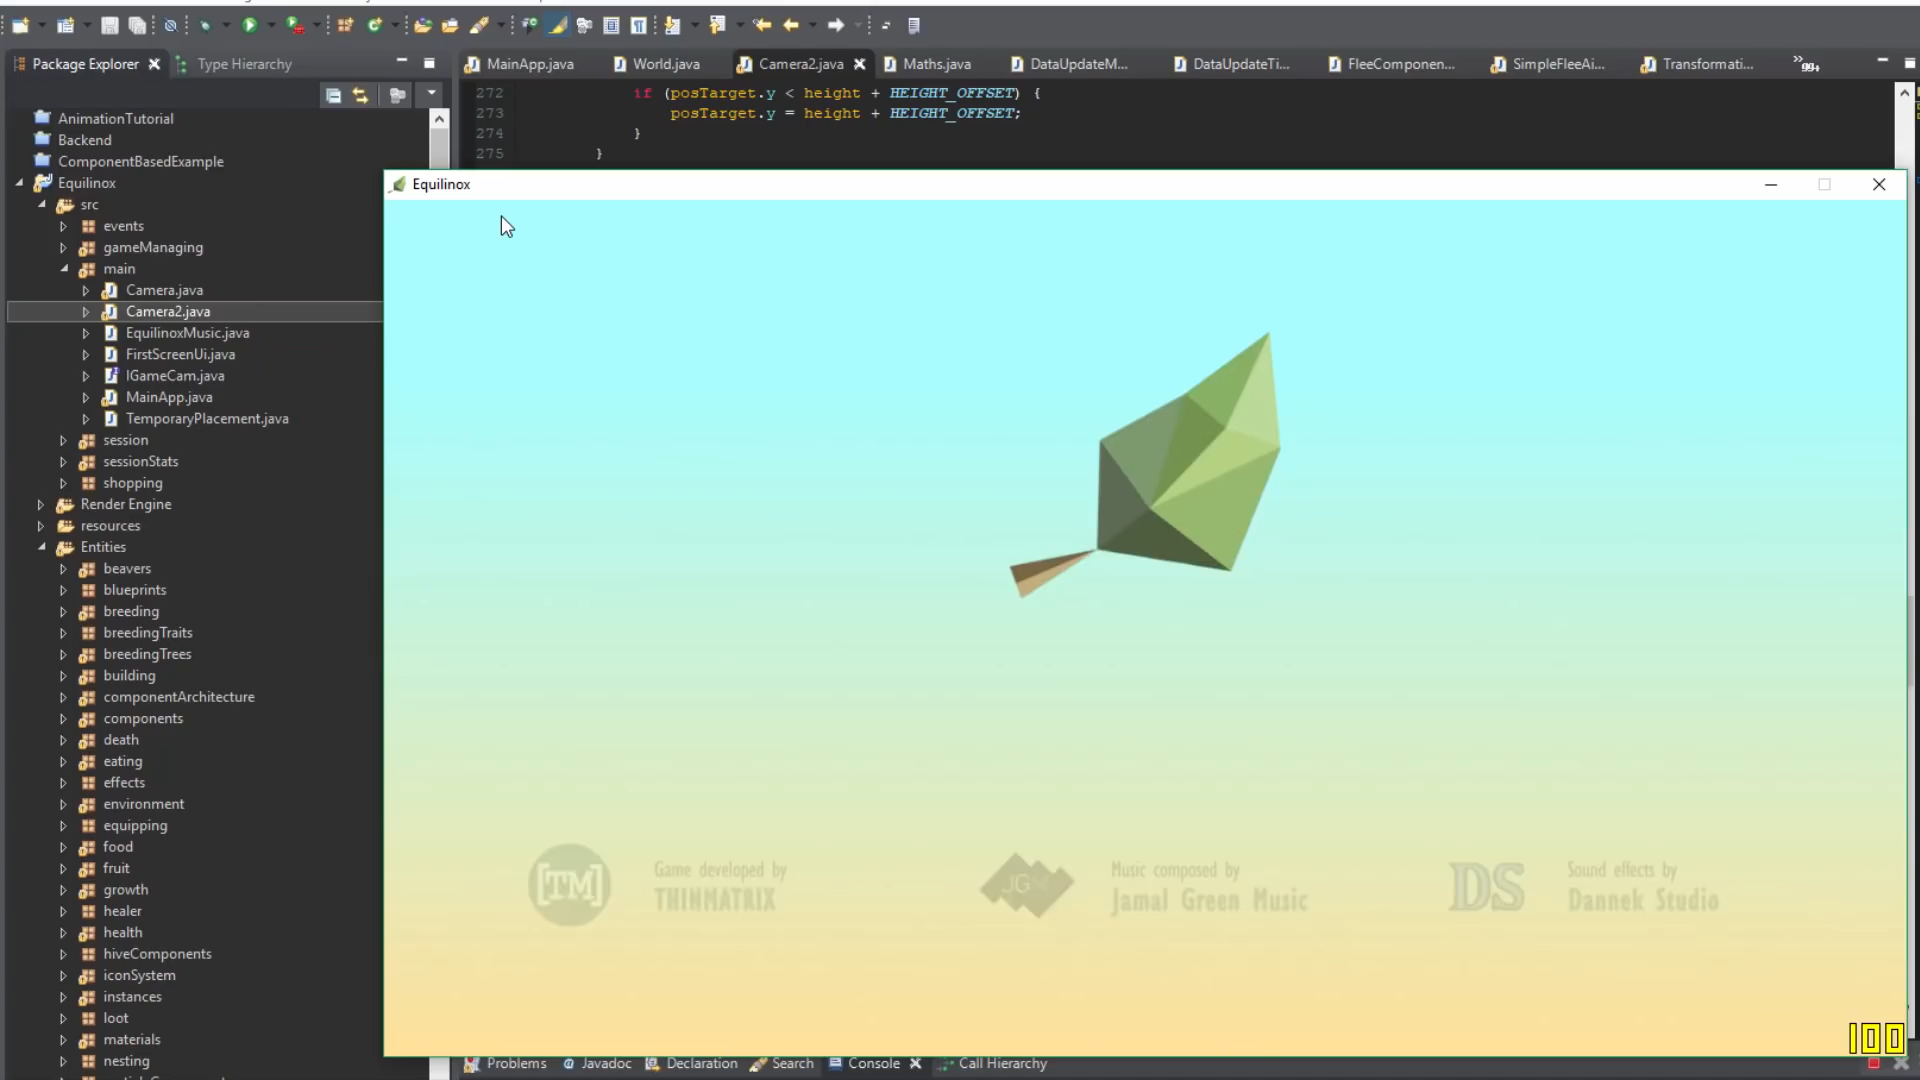 Package Explorer
Type Hierarchy
MainApp.java
World.java
Camera2.java
Maths.java
DataUpdateM...
DataUpdateTi...
FleeComponen...
SimpleFleeAi...
Transformati...
272 if (posTarget.y < height + HEIGHT_OFFSET) {
273 posTarget.y = height + HEIGHT_OFFSET;
274 }
275 }
AnimationTutorial
Backend
ComponentBasedExample
Equilinox
src
events
gameManaging
main
Camera.java
Camera2.java
EquilinoxMusic.java
FirstScreenUi.java
IGameCam.java
MainApp.java
TemporaryPlacement.java
session
sessionStats
shopping
Render Engine
resources
Entities
beavers
blueprints
breeding
breedingTraits
breedingTrees
building
componentArchitecture
components
death
eating
effects
environment
equipping
food
fruit
growth
healer
health
hiveComponents
iconSystem
instances
loot
materials
nesting
Equilinox
[TM]
Game developed by
THINMATRIX
JGM
Music composed by
Jamal Green Music
DS
Sound effects by
Dannek Studio
100
Problems
Javadoc
Declaration
Search
Console
Call Hierarchy